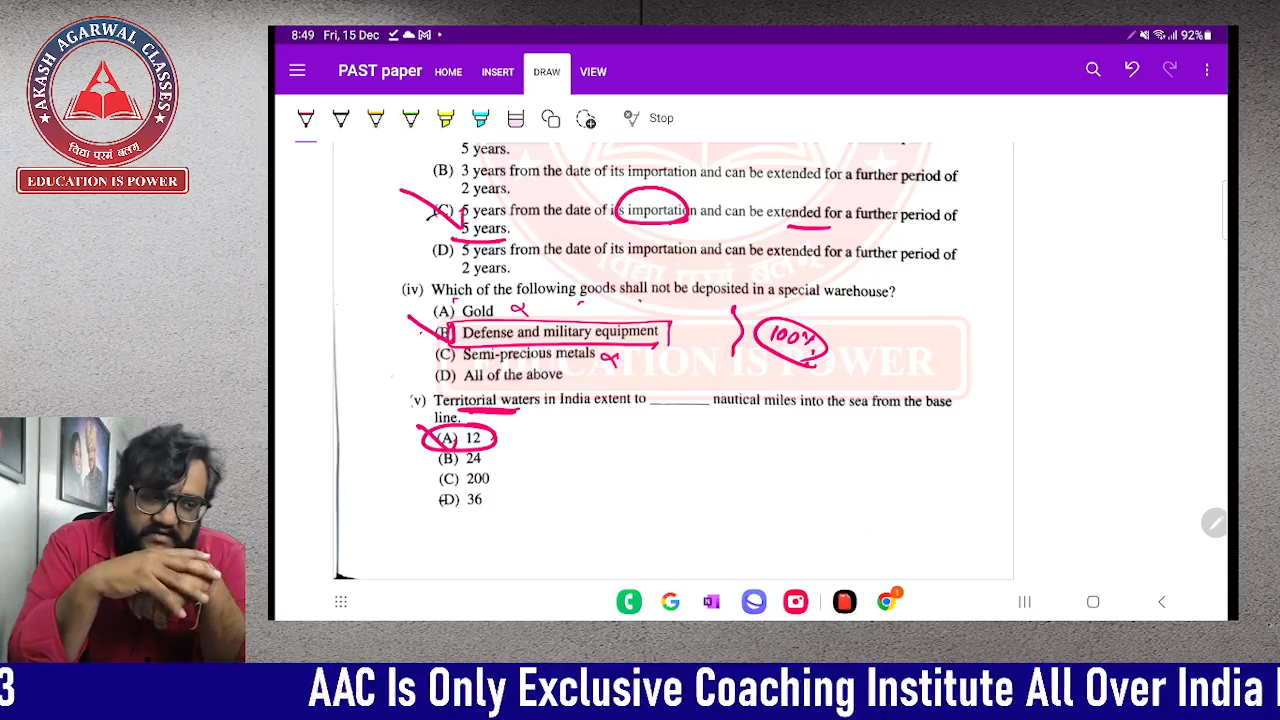 AKASH AGARWAL CLASSES
विद्या परमं बलम्
EDUCATION IS POWER
8:49 Fri, 15 Dec
92%
PAST paper
HOME
INSERT
DRAW
VIEW
Stop
5 years.
(B) 3 years from the date of its importation and can be extended for a further period of
2 years.
(C) 5 years from the date of its importation and can be extended for a further period of
5 years.
(D) 5 years from the date of its importation and can be extended for a further period of
2 years.
(iv) Which of the following goods shall not be deposited in a special warehouse?
(A) Gold
(B) Defense and military equipment
100%
(C) Semi-precious metals
(D) All of the above
(v) Territorial waters in India extent to ________ nautical miles into the sea from the base
line.
(A) 12
(B) 24
(C) 200
(D) 36
विद्या परमं बलम्
EDUCATION IS POWER
3 AAC Is Only Exclusive Coaching Institute All Over India